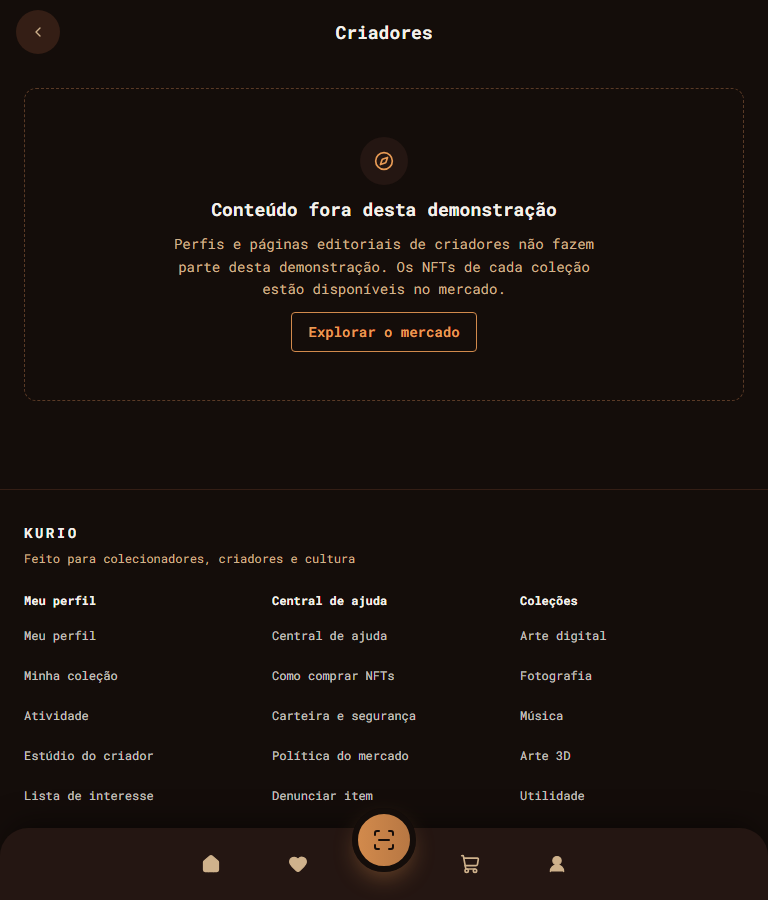 Criadores
Conteúdo fora desta demonstração
Perfis e páginas editoriais de criadores não fazem
parte desta demonstração. Os NFTs de cada coleção
estão disponíveis no mercado.
Explorar o mercado
KURIO
Feito para colecionadores, criadores e cultura
Meu perfil
Meu perfil
Minha coleção
Atividade
Estúdio do criador
Lista de interesse
Central de ajuda
Central de ajuda
Como comprar NFTs
Carteira e segurança
Política do mercado
Denunciar item
Coleções
Arte digital
Fotografia
Música
Arte 3D
Utilidade